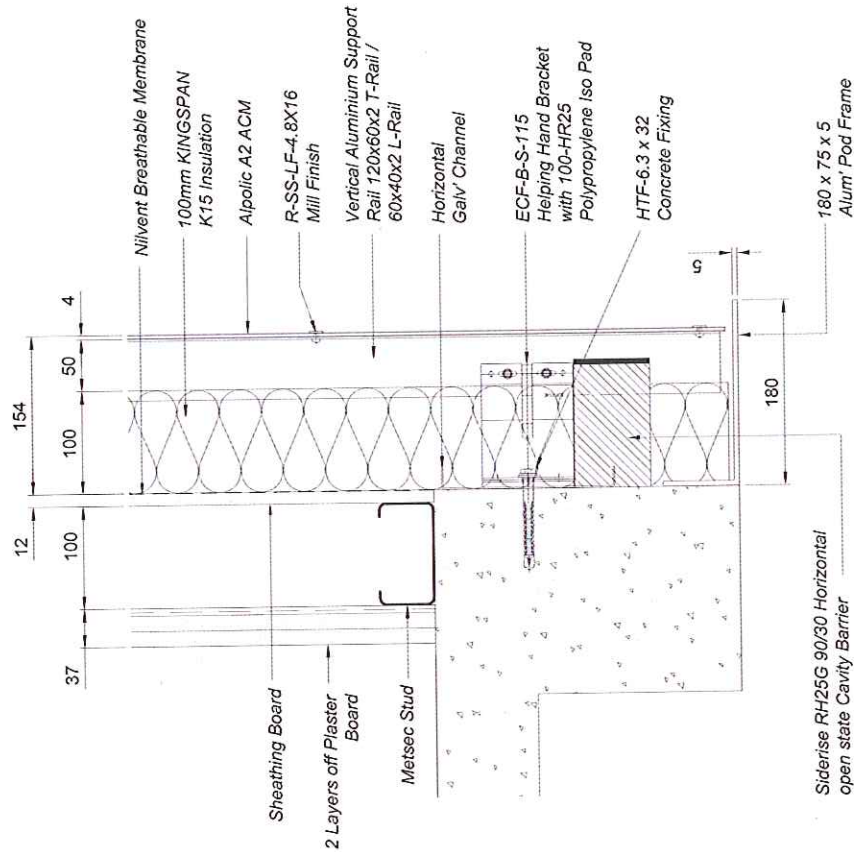 37
12
100
154
100
50
4
Nilvent Breathable Membrane
100mm KINGSPAN
K15 Insulation
Alpolic A2 ACM
R-SS-LF-4.8X16
Mill Finish
Vertical Aluminium Support
Rail 120x60x2 T-Rail /
60x40x2 L-Rail
Horizontal
Galv' Channel
ECF-B-S-115
Helping Hand Bracket
with 100-HR25
Polypropylene Iso Pad
HTF-6.3 x 32
Concrete Fixing
180 x 75 x 5
Alum' Pod Frame
5
180
Sheathing Board
2 Layers off Plaster
Board
Metsec Stud
Siderise RH25G 90/30 Horizontal
open state Cavity Barrier